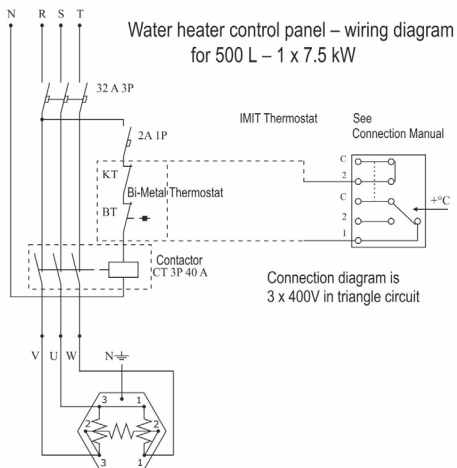 Water heater control panel – wiring diagram
for 500 L – 1 x 7.5 kW
N R S T
32 A 3P
2A 1P
IMIT Thermostat
See
Connection Manual
KT
Bi-Metal Thermostat
BT
C
2
C
2
1
+°C
Contactor
CT 3P 40 A
Connection diagram is
3 x 400V in triangle circuit
V U W N
3 1
2 2
3 1